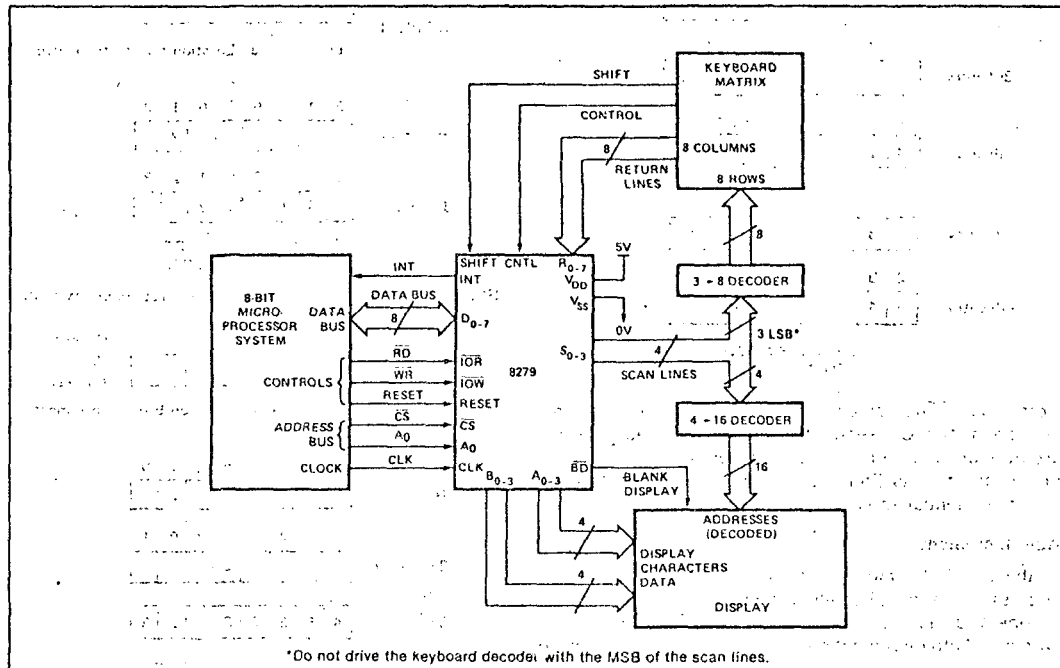 KEYBOARD
MATRIX
SHIFT
CONTROL
8
8 COLUMNS
RETURN
LINES
8 ROWS
8
5V
SHIFT CNTL R0-7
INT
INT
VDD
3 - 8 DECODER
8-BIT
MICRO-
PROCESSOR
SYSTEM
DATA
BUS
DATA BUS
8
D0-7
VSS
0V
3 LSB*
S0-3
4
SCAN LINES
4
RD
IOR
8279
CONTROLS
WR
IOW
RESET
RESET
4 - 16 DECODER
ADDRESS
BUS
CS
CS
A0
A0
CLOCK
CLK
CLK
B0-3 A0-3
BD
BLANK
DISPLAY
16
ADDRESSES
(DECODED)
4
DISPLAY
CHARACTERS
DATA
4
DISPLAY
*Do not drive the keyboard decoder with the MSB of the scan lines.